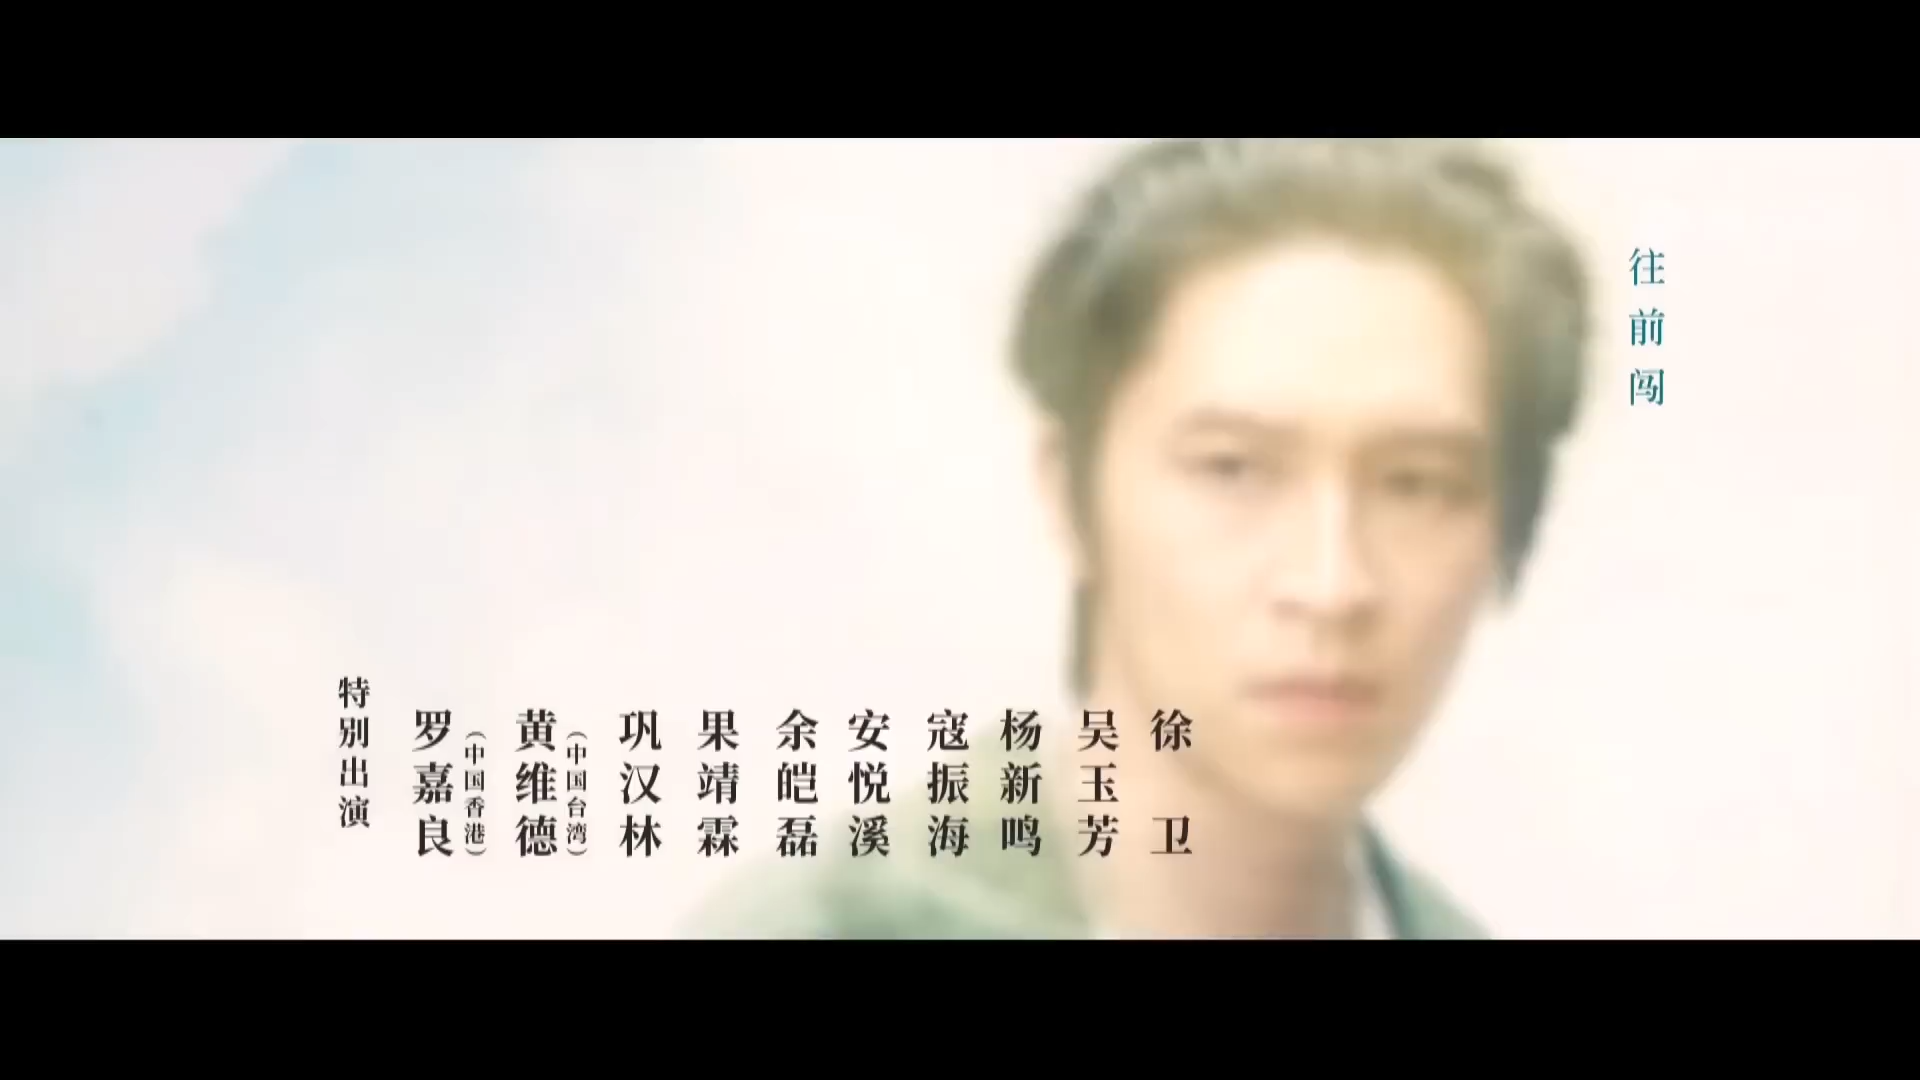 往前闯
特别出演
罗嘉良
（中国香港）
黄维德
（中国台湾）
巩汉林
果靖霖
余皑磊
安悦溪
寇振海
杨新鸣
吴玉芳
徐卫